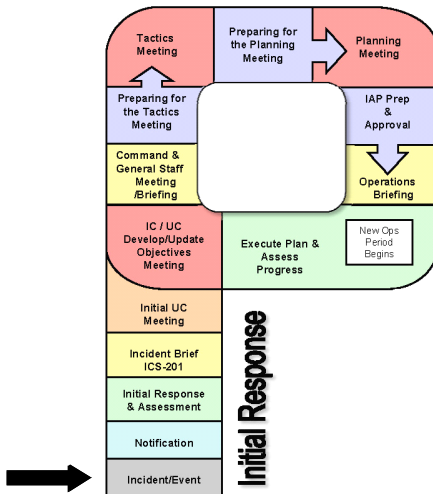 Tactics
Meeting
Preparing for
the Planning
Meeting
Planning
Meeting
Preparing for
the Tactics
Meeting
IAP Prep
&
Approval
Command &
General Staff
Meeting
/Briefing
Operations
Briefing
IC / UC
Develop/Update
Objectives
Meeting
Execute Plan &
Assess
Progress
New Ops
Period
Begins
Initial UC
Meeting
Incident Brief
ICS-201
Initial Response
& Assessment
Notification
Incident/Event
Initial Response